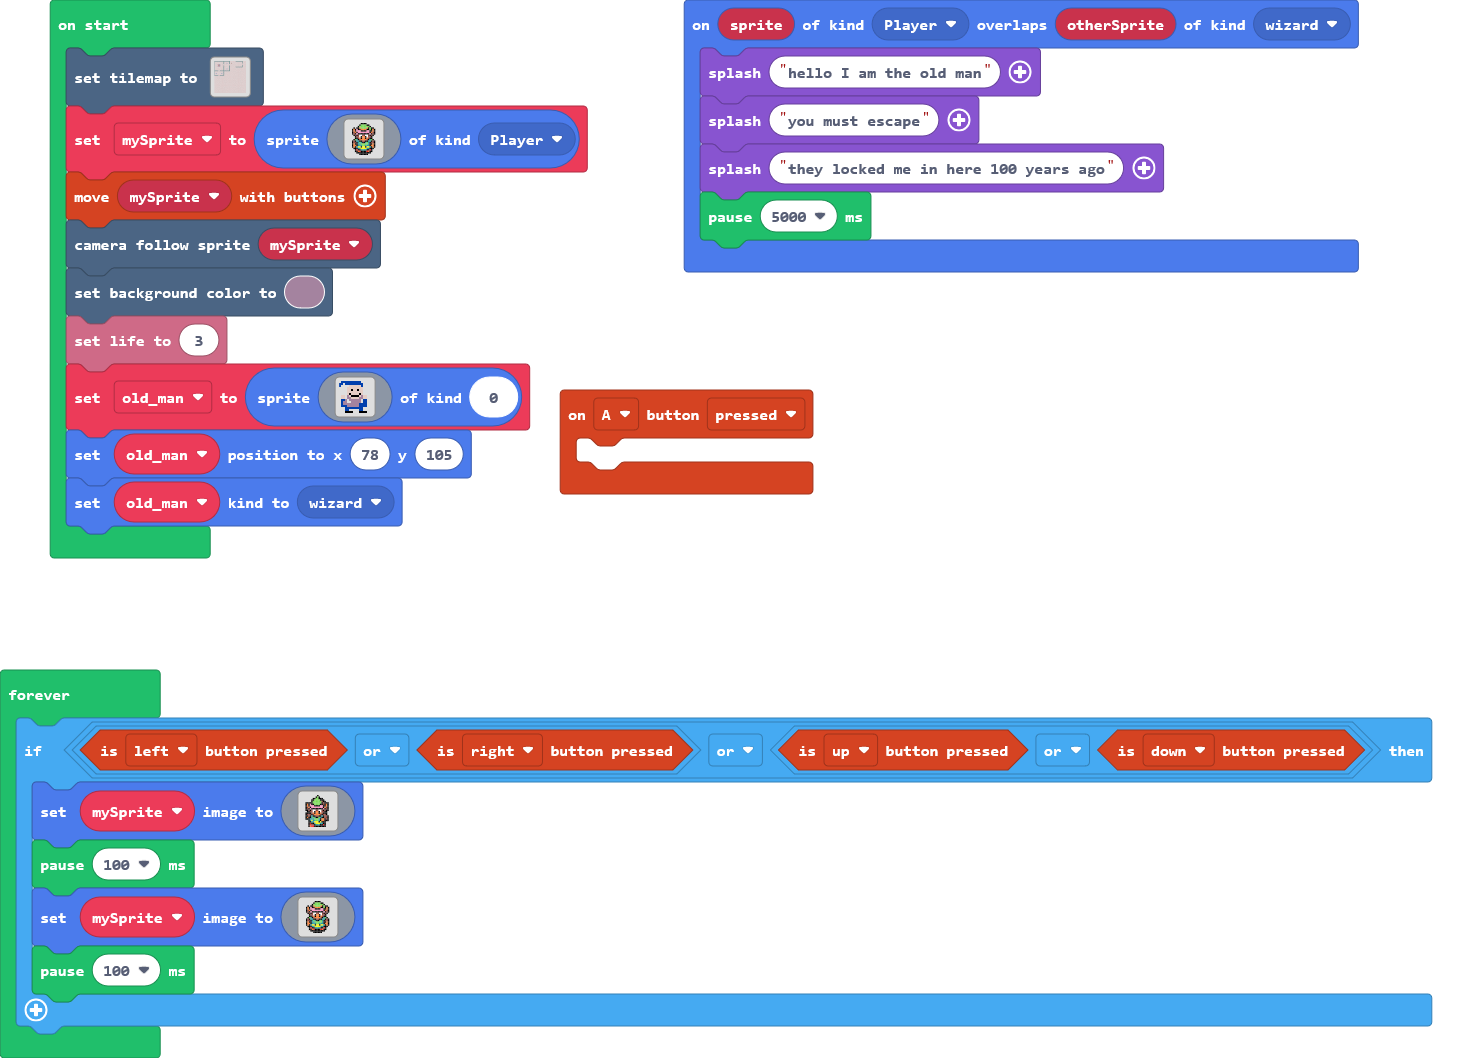 on start
set tilemap to
set mySprite to sprite of kind Player
move mySprite with buttons
camera follow sprite mySprite
set background color to
set life to 3
set old_man to sprite of kind 0
set old_man position to x 78 y 105
set old_man kind to wizard
on sprite of kind Player overlaps otherSprite of kind wizard
splash "hello I am the old man"
splash "you must escape"
splash "they locked me in here 100 years ago"
pause 5000 ms
on A button pressed
forever
if is left button pressed or is right button pressed or is up button pressed or is down button pressed then
set mySprite image to
pause 100 ms
set mySprite image to
pause 100 ms